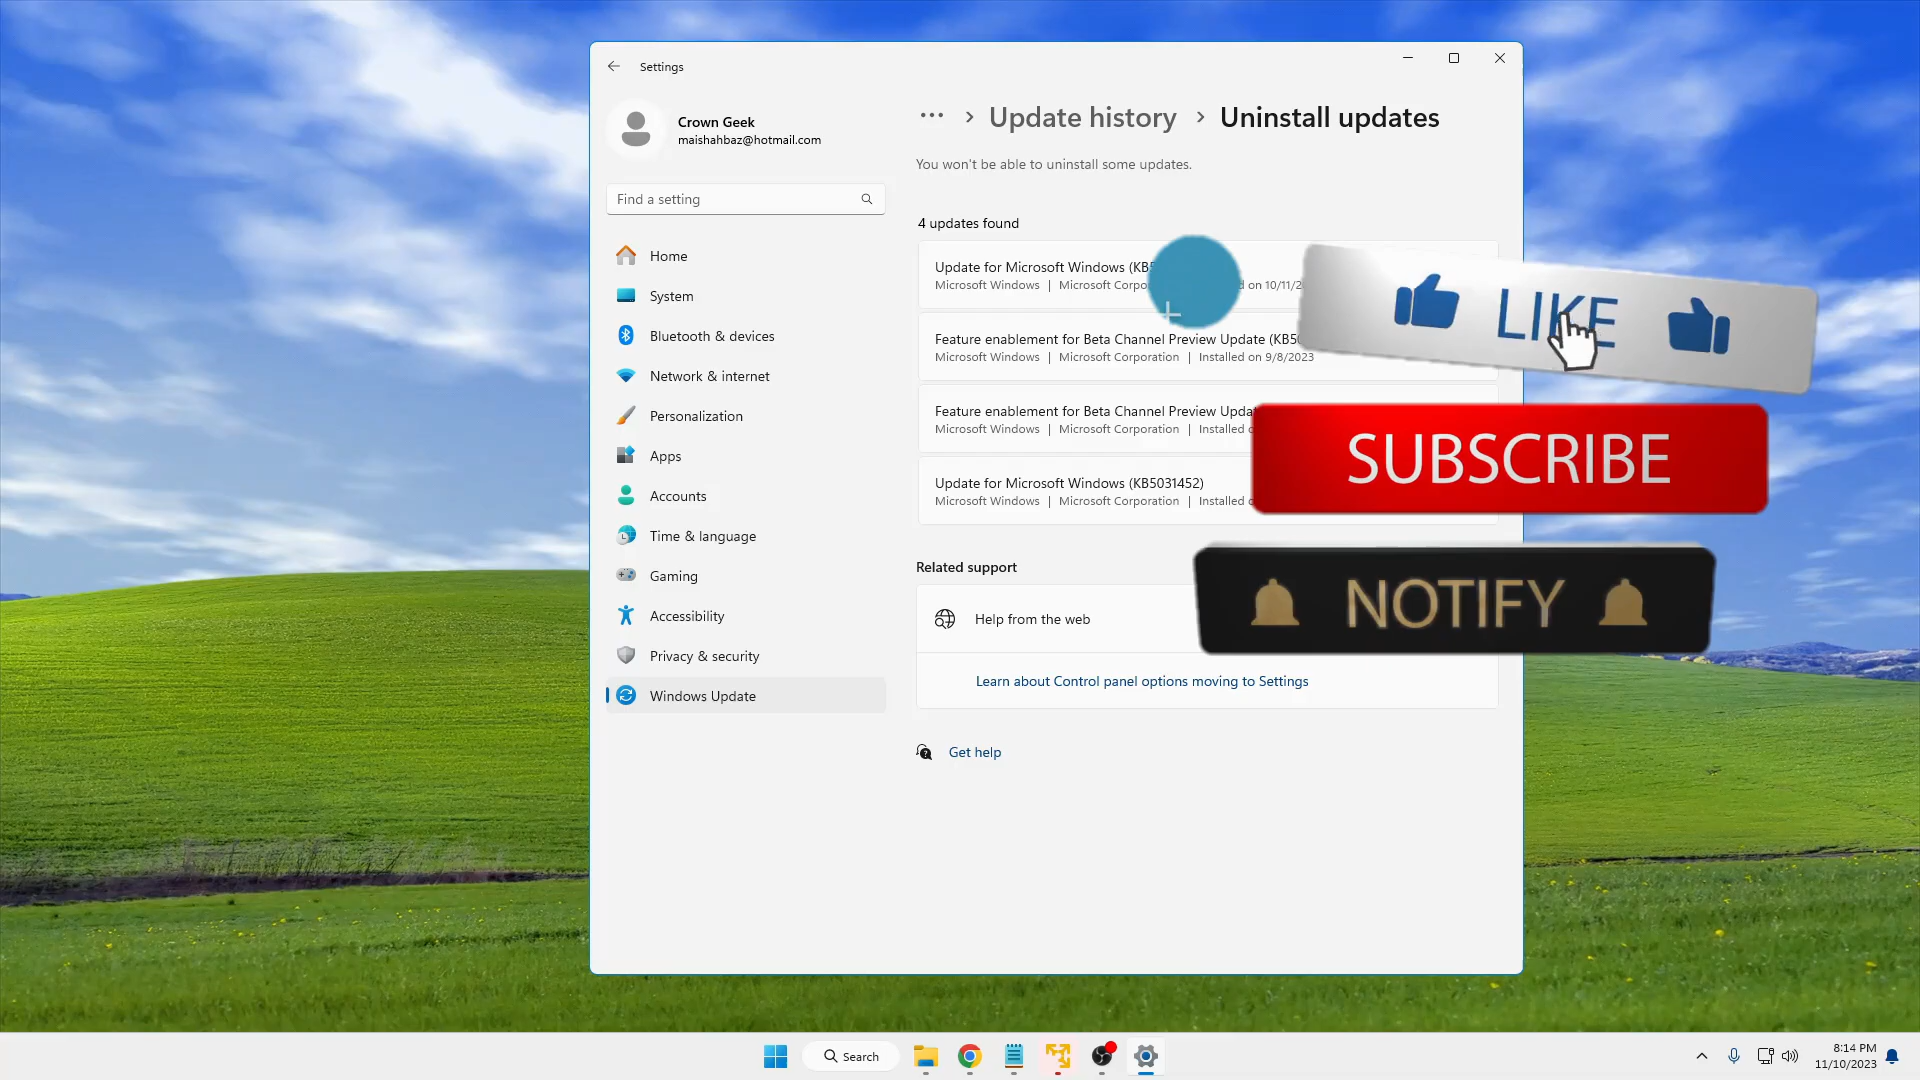 Settings
Crown Geek
maishahbaz@hotmail.com
Find a setting
Home
System
Bluetooth & devices
Network & internet
Personalization
Apps
Accounts
Time & language
Gaming
Accessibility
Privacy & security
Windows Update
... > Update history > Uninstall updates
You won't be able to uninstall some updates.
4 updates found
Update for Microsoft Windows
Microsoft Windows | Microsoft on 10/11/
Feature enablement for Beta Channel Preview Update
Microsoft Windows | Microsoft Corporation | Installed on 9/8/2023
Feature enablement for Beta Channel Preview
Microsoft Windows | Microsoft Corporation | Installed
Update for Microsoft Windows (KB5031452)
Microsoft Windows | Microsoft Corporation | Installed
Related support
Help from the web
Learn about Control panel options moving to Settings
Get help
LIKE
SUBSCRIBE
NOTIFY
Search
8:14 PM
11/10/2023